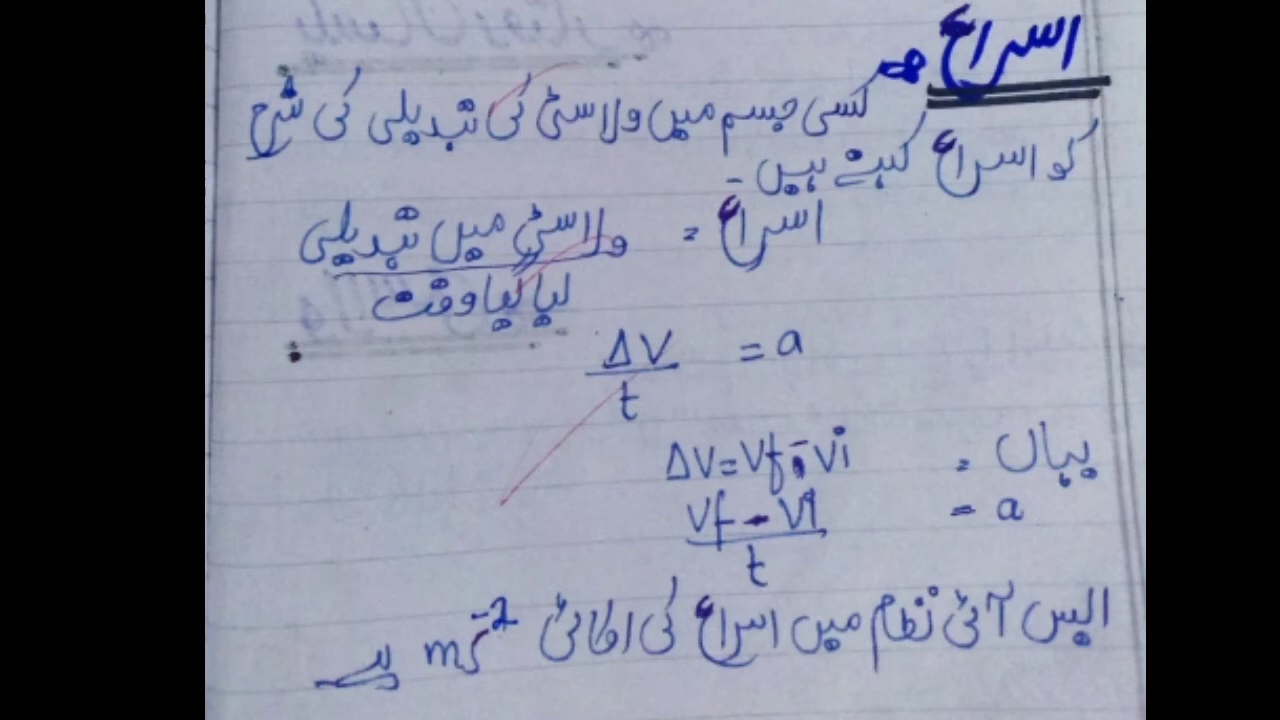 اسراع
کسی جسم میں ولاسٹی کی تبدیلی کی شرح
کو اسراع کہتے ہیں۔
اسراع = ولاسٹی میں تبدیلی
لیا گیا وقت
ΔV = a
t
یہاں = ΔV=Vf-Vi
a = Vf - Vi
t
ایس آئی نظام میں اسراع کی اکائی ms⁻² ہے